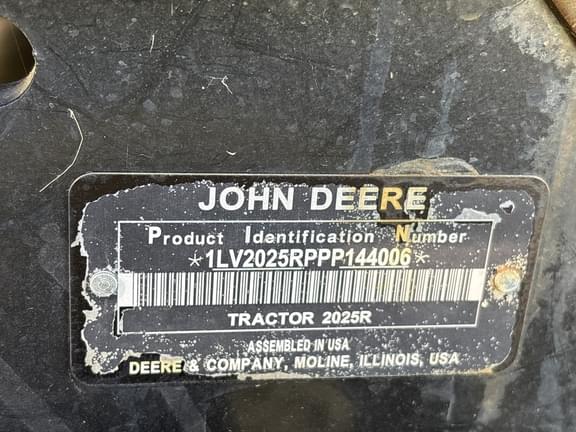 JOHN DEERE
Product Identification Number
*1LV2025RPPP144006*
TRACTOR 2025R
ASSEMBLED IN USA
DEERE & COMPANY, MOLINE, ILLINOIS, USA